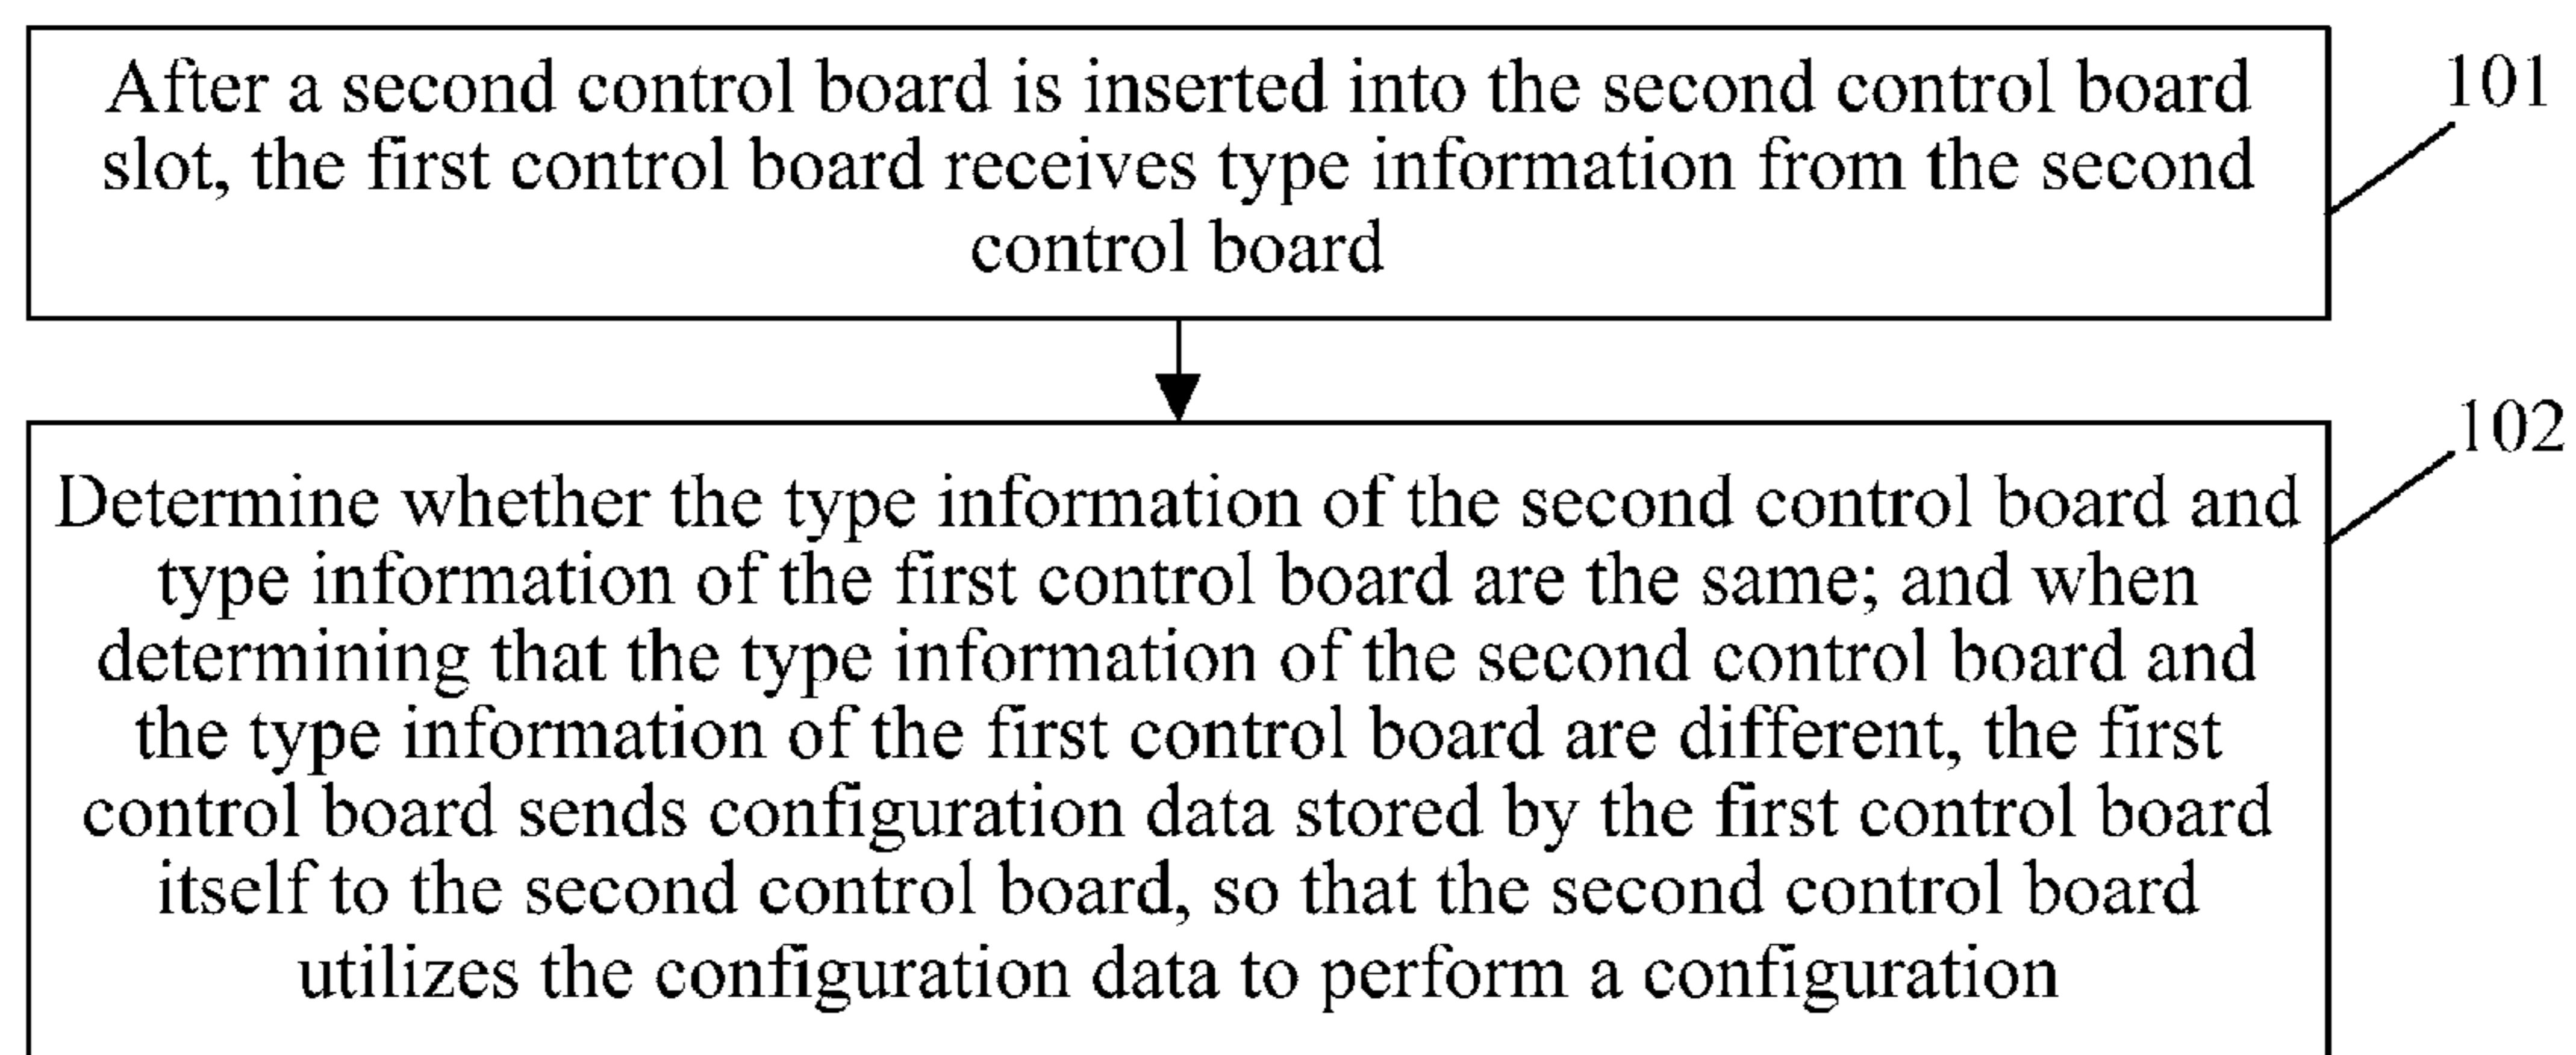 After a second control board is inserted into the second control board
slot, the first control board receives type information from the second
control board
101
Determine whether the type information of the second control board and
type information of the first control board are the same; and when
determining that the type information of the second control board and
the type information of the first control board are different, the first
control board sends configuration data stored by the first control board
itself to the second control board, so that the second control board
utilizes the configuration data to perform a configuration
102